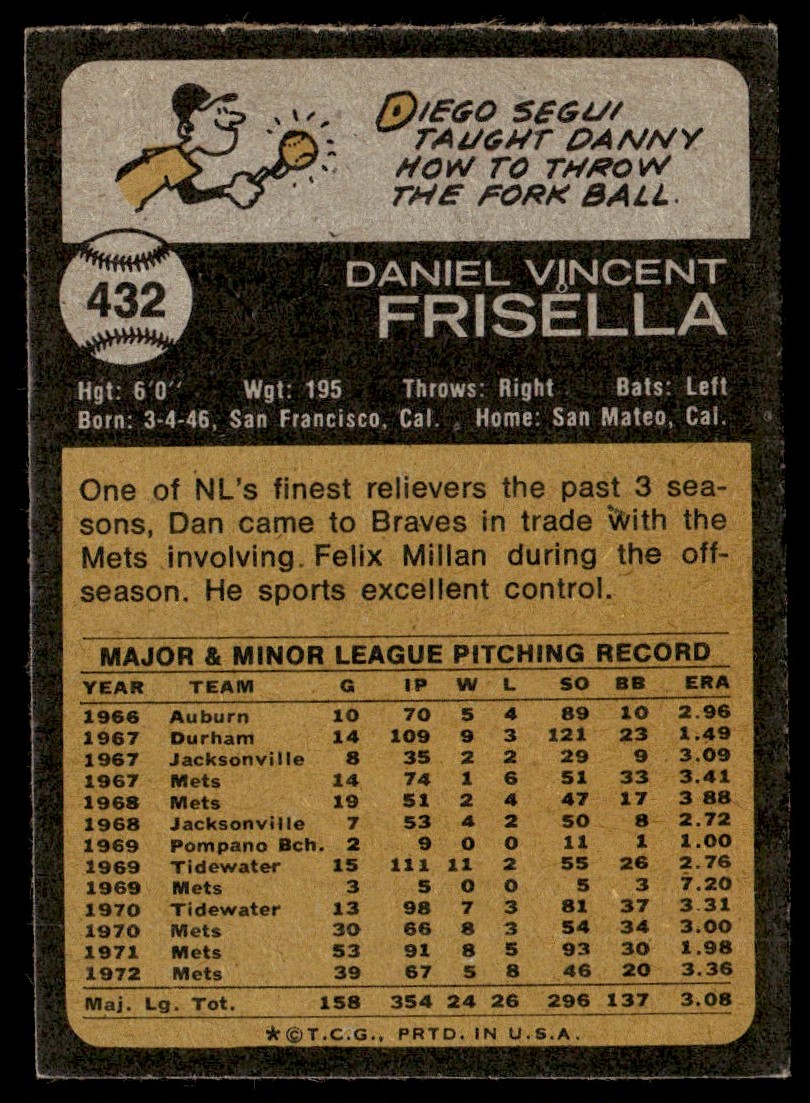 DIEGO SEGUI
TAUGHT DANNY
HOW TO THROW
THE FORK BALL.
432
DANIEL VINCENT
FRISELLA
Hgt: 6'0" Wgt: 195 Throws: Right Bats: Left
Born: 3-4-46, San Francisco, Cal. Home: San Mateo, Cal.
One of NL's finest relievers the past 3 sea-
sons, Dan came to Braves in trade with the
Mets involving Felix Millan during the off-
season. He sports excellent control.
MAJOR & MINOR LEAGUE PITCHING RECORD
YEAR TEAM G IP W L SO BB ERA
1966 Auburn 10 70 5 4 89 10 2.96
1967 Durham 14 109 9 3 121 23 1.49
1967 Jacksonville 8 35 2 2 29 9 3.09
1967 Mets 14 74 1 6 51 33 3.41
1968 Mets 19 51 2 4 47 17 3 88
1968 Jacksonville 7 53 4 2 50 8 2.72
1969 Pompano Bch. 2 9 0 0 11 1 1.00
1969 Tidewater 15 111 11 2 55 26 2.76
1969 Mets 3 5 0 0 5 3 7.20
1970 Tidewater 13 98 7 3 81 37 3.31
1970 Mets 30 66 8 3 54 34 3.00
1971 Mets 53 91 8 5 93 30 1.98
1972 Mets 39 67 5 8 46 20 3.36
Maj. Lg. Tot. 158 354 24 26 296 137 3.08
*©T.C.G., PRTD. IN U.S.A.